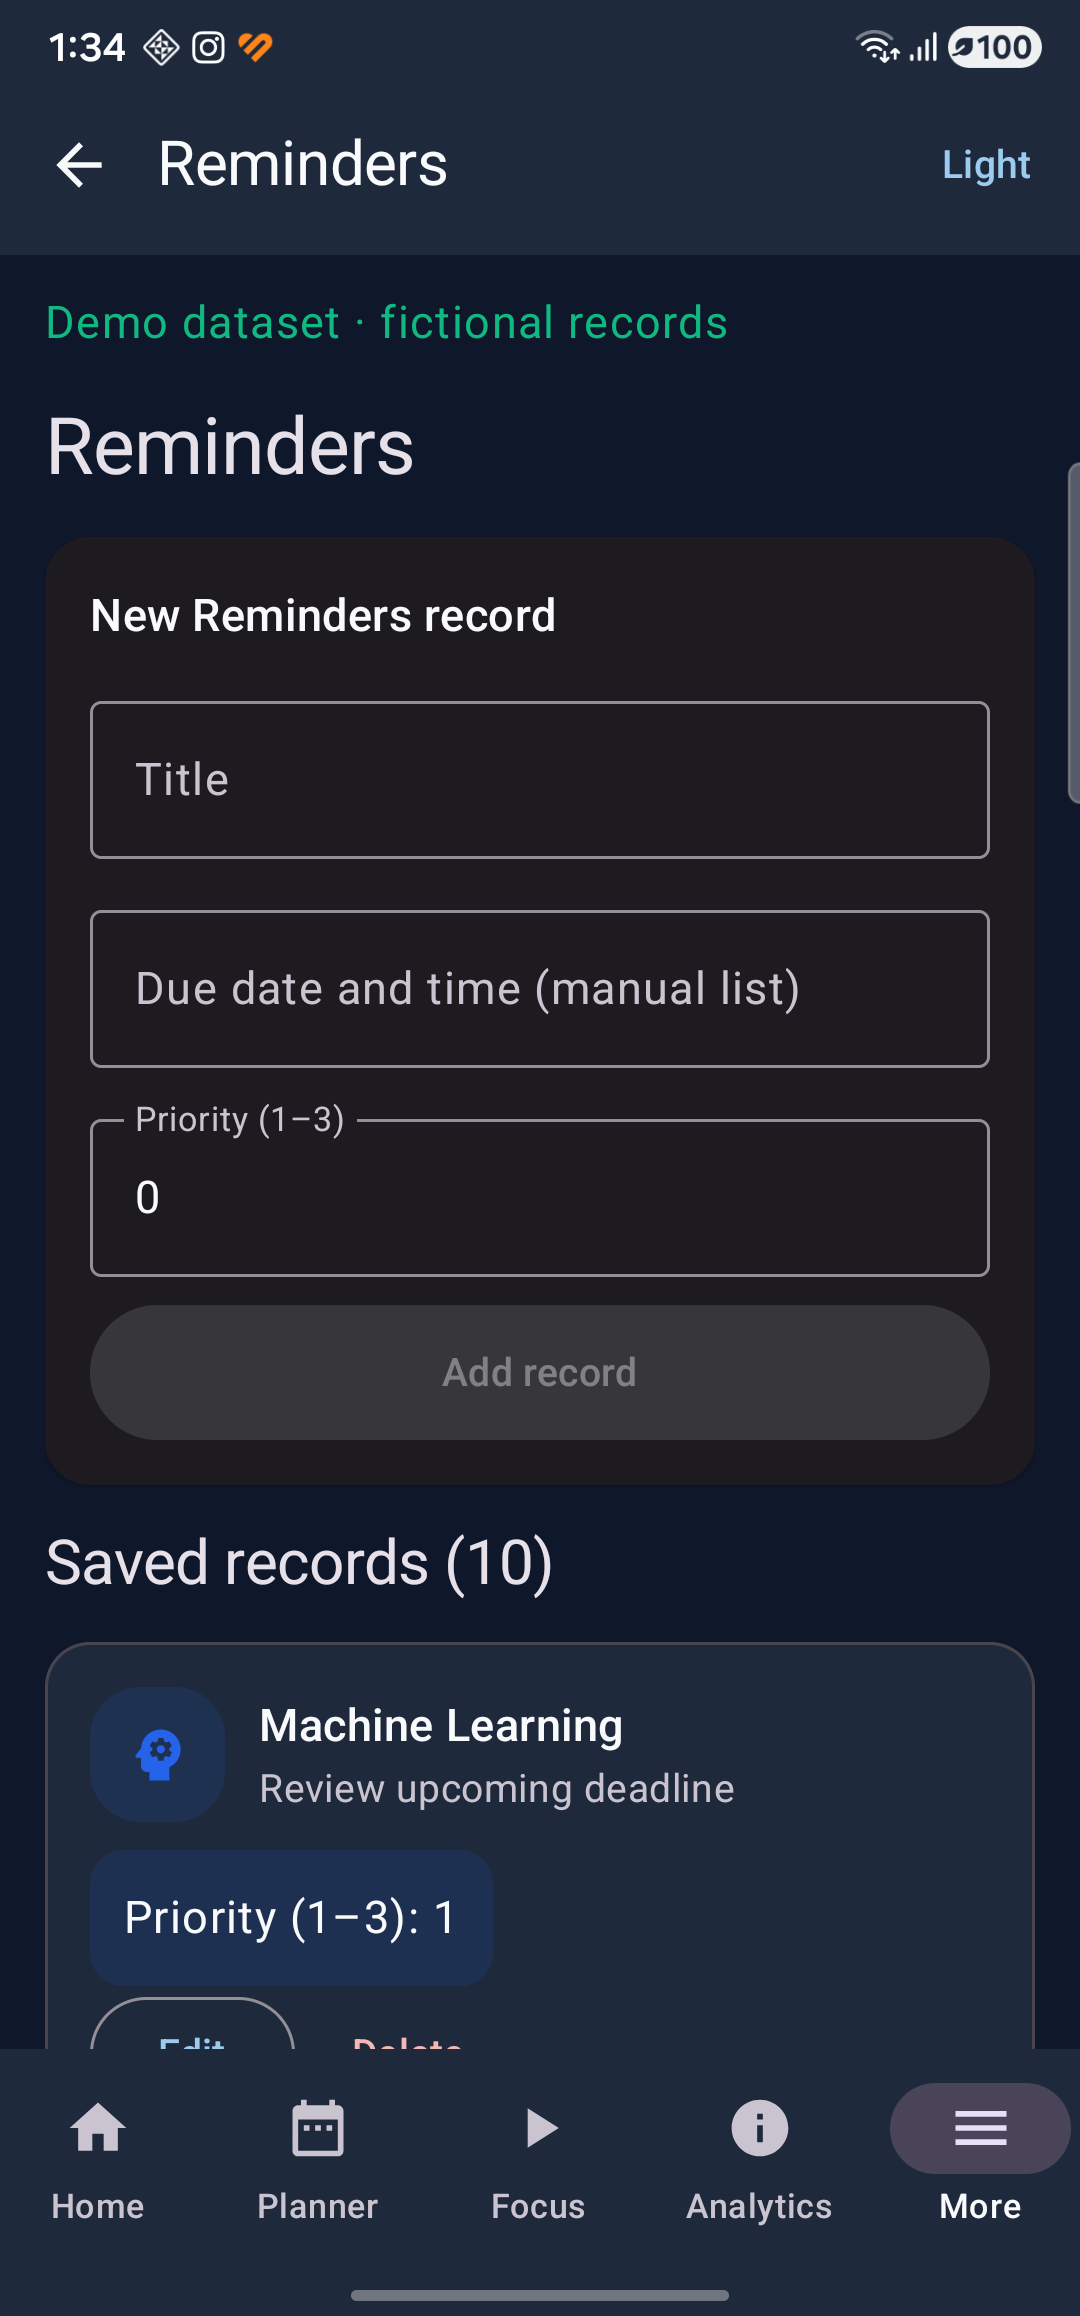 1:34
100
Reminders
Light
Demo dataset · fictional records
Reminders
New Reminders record
Title
Due date and time (manual list)
Priority (1–3)
0
Add record
Saved records (10)
Machine Learning
Review upcoming deadline
Priority (1–3): 1
Edit Delete
Home Planner Focus Analytics More